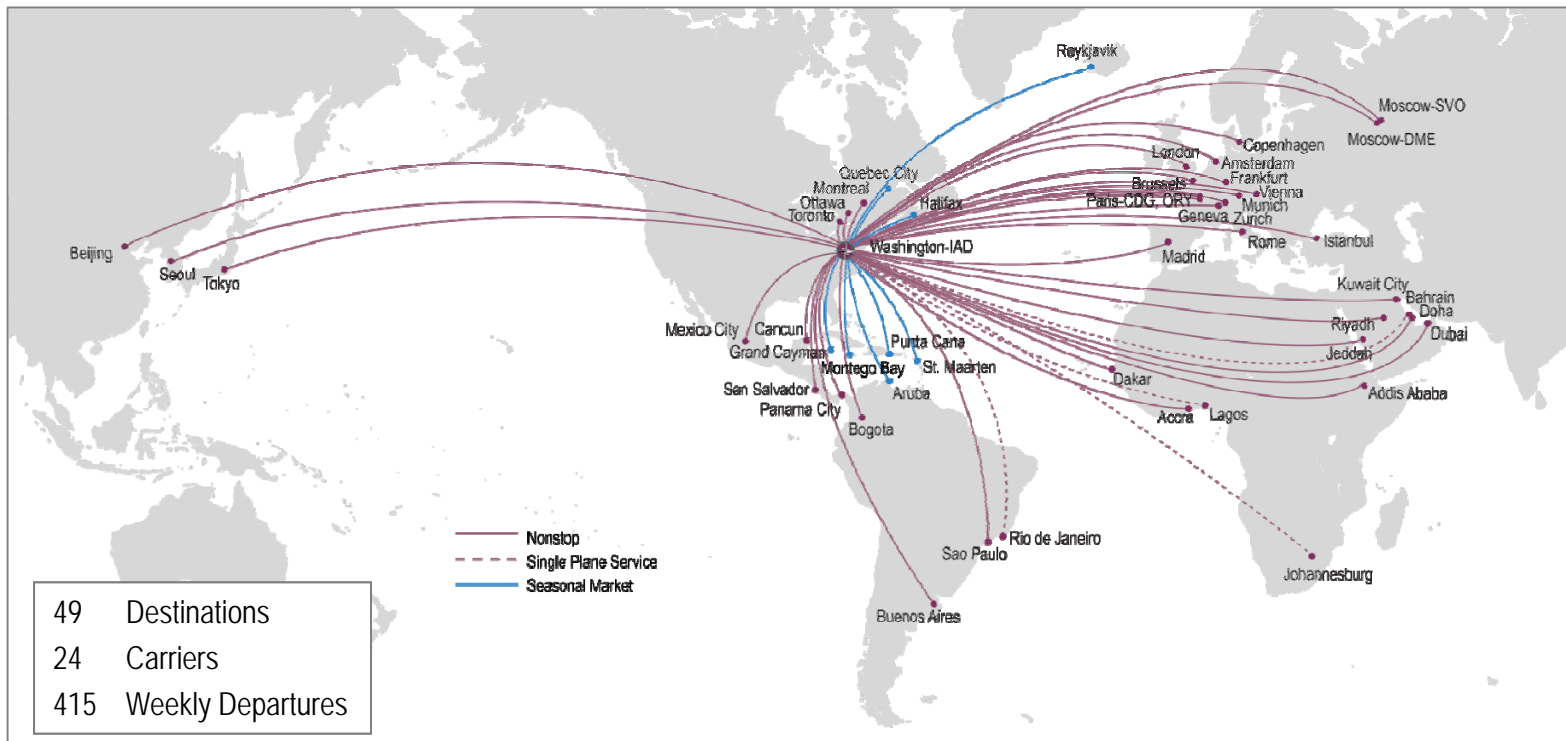 Reykjavik
Moscow-SVO
Moscow-DME
Copenhagen
London
Amsterdam
Quebec City
Frankfurt
Brussels
Montreal
Vienna
Paris-CDG, ORY
Munich
Ottawa
Halifax
Geneva
Zurich
Toronto
Washington-IAD
Rome
Istanbul
Beijing
Madrid
Seoul
Tokyo
Kuwait City
Bahrain
Doha
Riyadh
Dubai
Mexico City
Cancun
Punta Cana
Grand Cayman
Jeddah
Montego Bay
St. Maarten
Dakar
San Salvador
Aruba
Addis Ababa
Panama City
Accra
Lagos
Bogota
Nonstop
Single Plane Service
Seasonal Market
Rio de Janeiro
Sao Paulo
Johannesburg
Buenos Aires
49 Destinations
24 Carriers
415 Weekly Departures